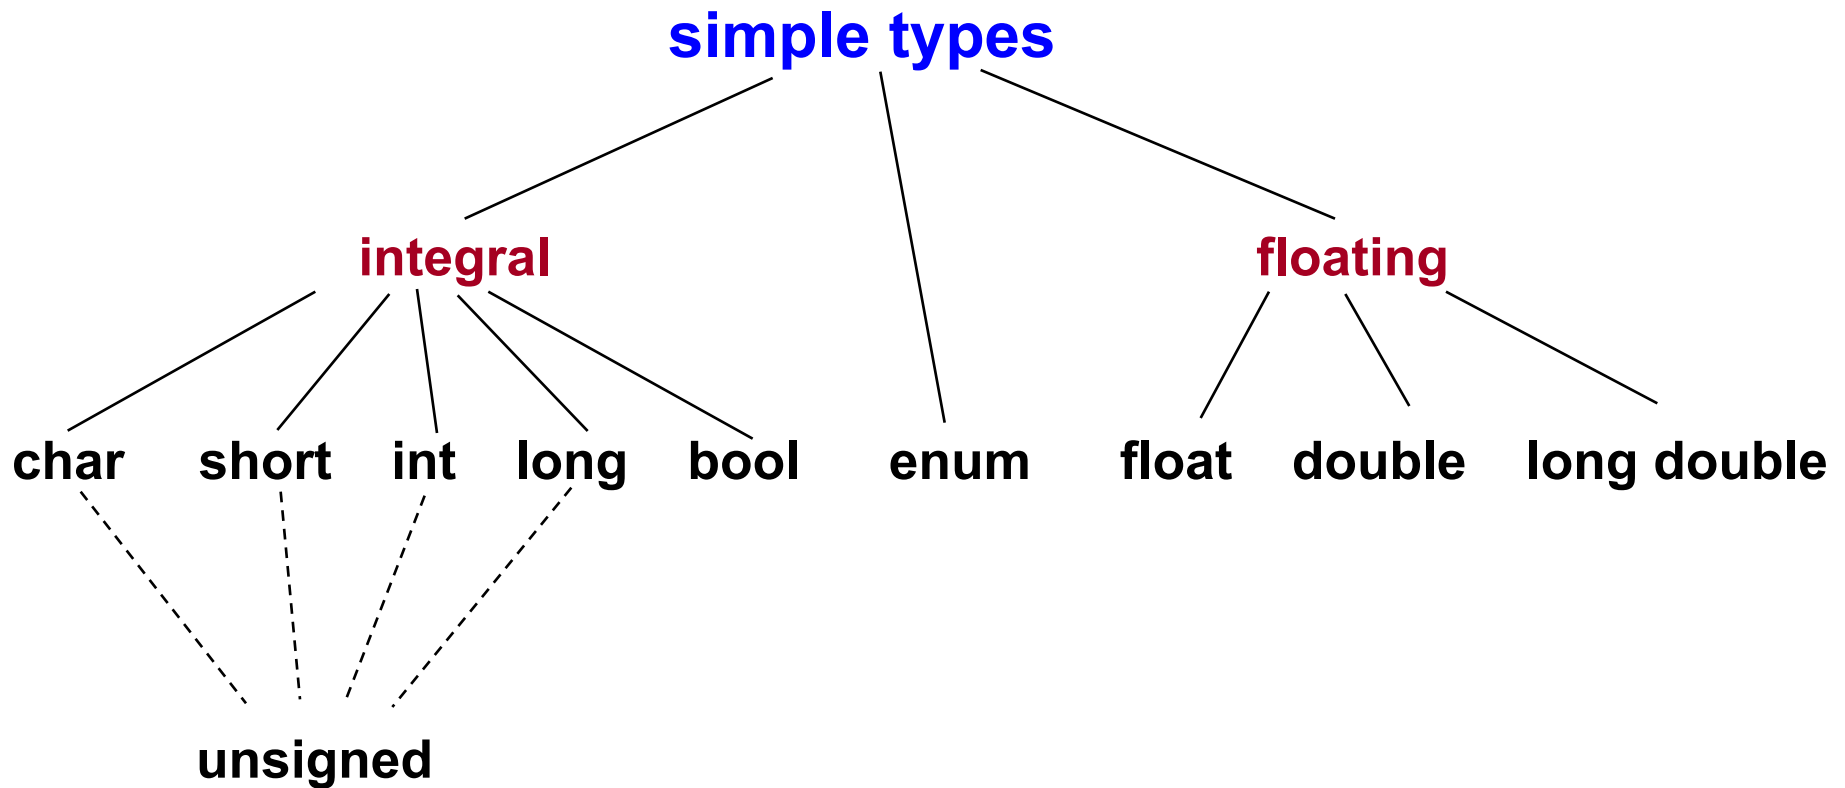 simple types
integral floating
char short int long bool enum float double long double
unsigned